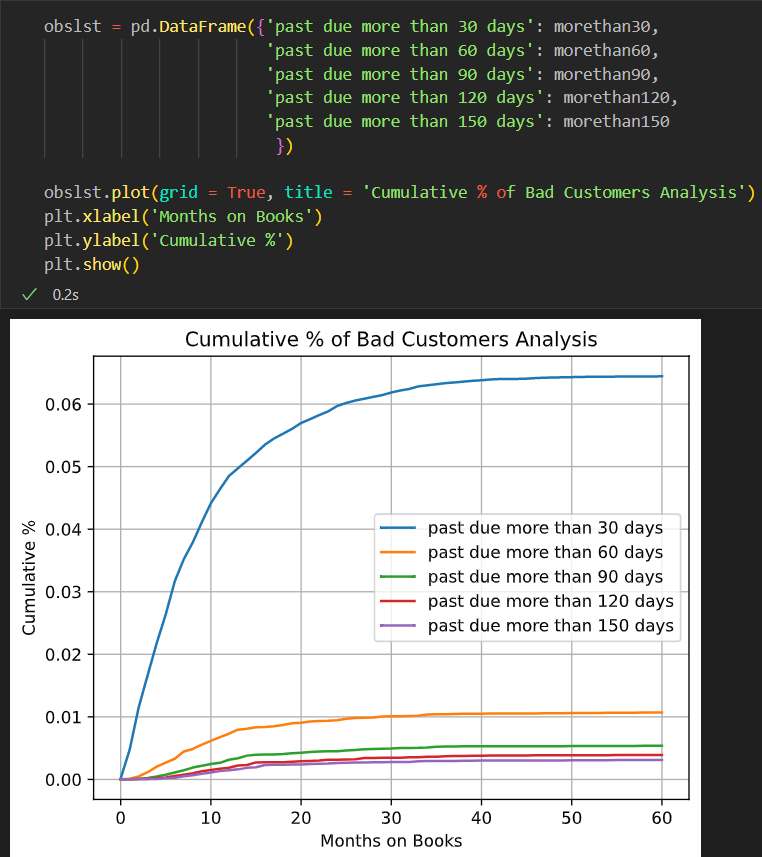 obslst = pd.DataFrame({'past due more than 30 days': morethan30,
'past due more than 60 days': morethan60,
'past due more than 90 days': morethan90,
'past due more than 120 days': morethan120,
'past due more than 150 days': morethan150
})
obslst.plot(grid = True, title = 'Cumulative % of Bad Customers Analysis')
plt.xlabel('Months on Books')
plt.ylabel('Cumulative %')
plt.show()
0.2s
Cumulative % of Bad Customers Analysis
0.06
0.05
0.04
0.03
0.02
0.01
0.00
Cumulative %
past due more than 30 days
past due more than 60 days
past due more than 90 days
past due more than 120 days
past due more than 150 days
0 10 20 30 40 50 60
Months on Books